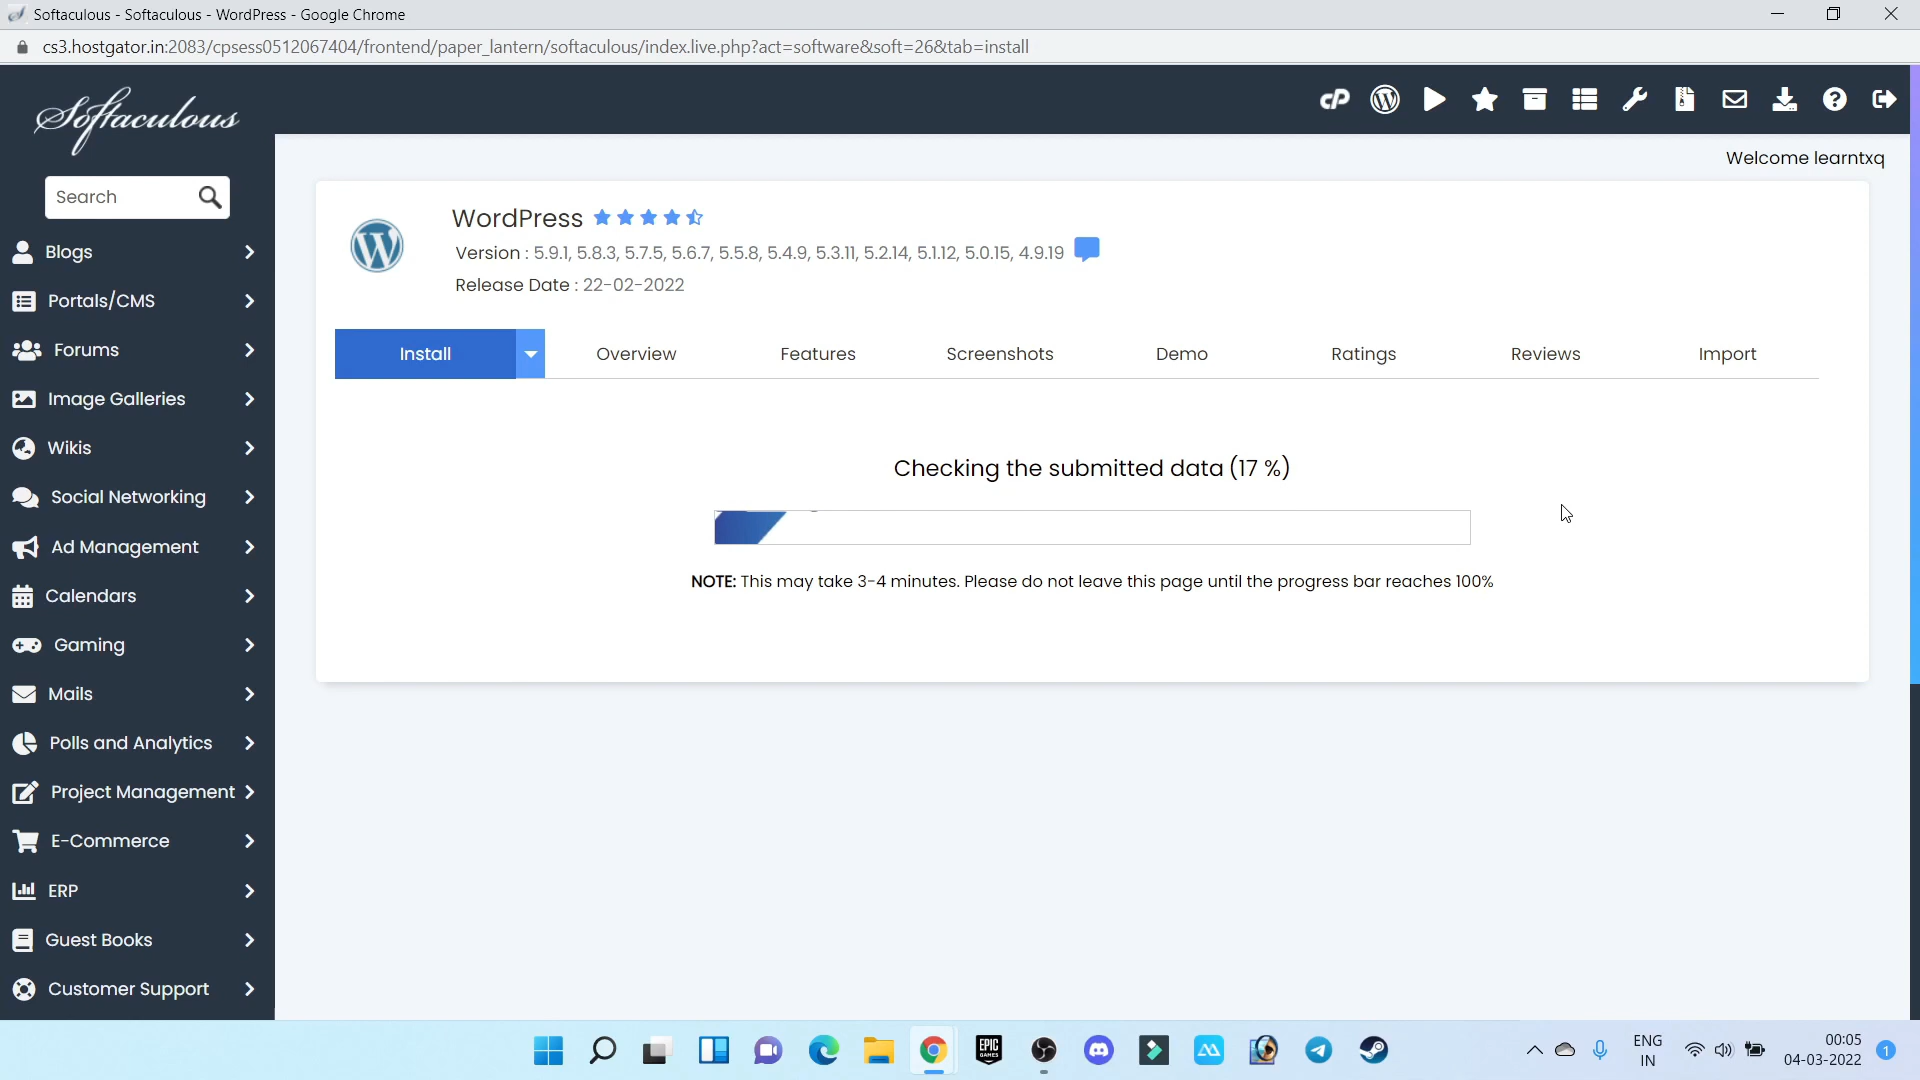 Softaculous - Softaculous - WordPress - Google Chrome
cs3.hostgator.in:2083/cpsess0512067404/frontend/paper_lantern/softaculous/index.live.php?act=software&soft=26&tab=install
Softaculous
cP
Welcome learntxq
Search
Blogs
Portals/CMS
Forums
Image Galleries
Wikis
Social Networking
Ad Management
Calendars
Gaming
Mails
Polls and Analytics
Project Management
E-Commerce
ERP
Guest Books
Customer Support
WordPress
Version : 5.9.1, 5.8.3, 5.7.5, 5.6.7, 5.5.8, 5.4.9, 5.3.11, 5.2.14, 5.1.12, 5.0.15, 4.9.19
Release Date : 22-02-2022
Install
Overview
Features
Screenshots
Demo
Ratings
Reviews
Import
Checking the submitted data (17 %)
NOTE: This may take 3-4 minutes. Please do not leave this page until the progress bar reaches 100%
EPIC
GAMES
ENG
IN
00:05
04-03-2022
1